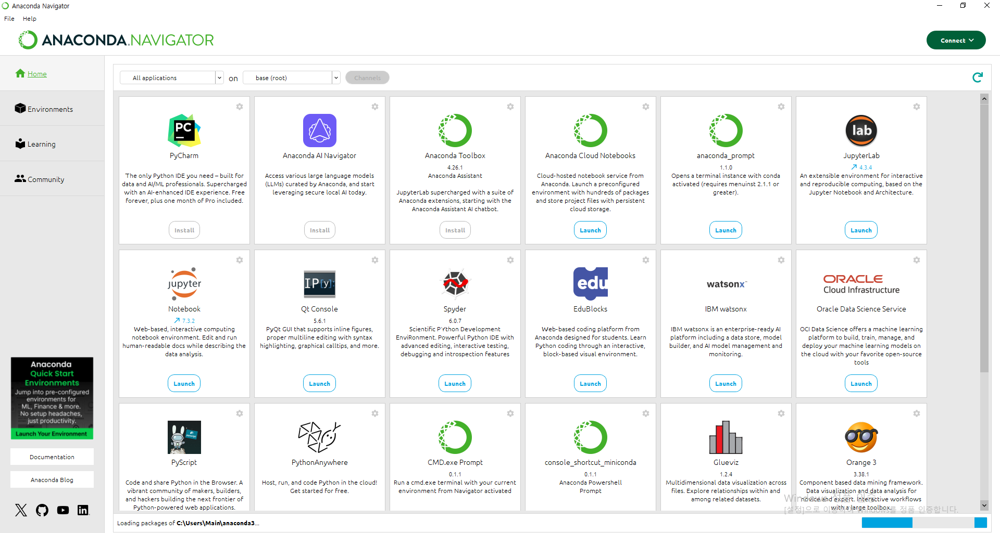 Anaconda Navigator
File Help
ANACONDA.NAVIGATOR
Connect
Home
Environments
Learning
Community
All applications on base (root) Channels
PC
PyCharm
The only Python IDE you need – built for
data and AI/ML professionals. Supercharged
with an AI-enhanced IDE experience. Free
forever, plus one month of Pro included.
Install
Anaconda AI Navigator
Access various large language models
(LLMs) curated by Anaconda, and start
leveraging secure local AI today.
Install
Anaconda Toolbox
4.26.1
Anaconda Assistant
JupyterLab supercharged with a suite of
Anaconda extensions, starting with the
Anaconda Assistant AI chatbot.
Install
Anaconda Cloud Notebooks
Cloud-hosted notebook service from
Anaconda. Launch a preconfigured
environment with hundreds of packages
and store project files with persistent
cloud storage.
Launch
anaconda_prompt
1.1.0
Opens a terminal instance with conda
activated (requires menuinst 2.1.1 or
greater).
Launch
lab
JupyterLab
4.3.4
An extensible environment for interactive
and reproducible computing, based on the
Jupyter Notebook and Architecture.
Launch
jupyter
Notebook
7.3.2
Web-based, interactive computing
notebook environment. Edit and run
human-readable docs while describing the
data analysis.
Launch
IP[y]:
Qt Console
5.6.1
PyQt GUI that supports inline figures,
proper multiline editing with syntax
highlighting, graphical calltips, and more.
Launch
Spyder
6.0.7
Scientific PYthon Development
EnviRonment. Powerful Python IDE with
advanced editing, interactive testing,
debugging and introspection features
Launch
edu
EduBlocks
Web-based coding platform from
Anaconda designed for students. Learn
Python coding through an interactive,
block-based visual environment.
Launch
watsonx™
IBM watsonx
IBM watsonx is an enterprise-ready AI
platform including a data store, model
builder, and AI model management and
monitoring.
Launch
ORACLE
Cloud Infrastructure
Oracle Data Science Service
OCI Data Science offers a machine learning
platform to build, train, manage, and
deploy your machine learning models on
the cloud with your favorite open-source
tools
Launch
PyScript
Code and share Python in the Browser. A
vibrant community of makers, builders,
and hackers building the next frontier of
Python-powered web applications.
PythonAnywhere
Host, run, and code Python in the cloud!
Get started for free.
CMD.exe Prompt
0.1.1
Run a cmd.exe terminal with your current
environment from Navigator activated
console_shortcut_miniconda
0.1.1
Anaconda Powershell
Prompt
Glueviz
1.2.4
Multidimensional data visualization across
files. Explore relationships within and
among related datasets.
Orange 3
3.38.1
Component based data mining framework.
Data visualization and data analysis for
novice and expert. Interactive workflows
with a large toolbox.
Anaconda
Quick Start
Environments
Jump into pre-configured
environments for
ML, Finance & more.
No setup headaches,
just productivity.
Launch Your Environment
Documentation
Anaconda Blog
Windows 정품 인증
[설정]으로 이동하여 Windows를 정품 인증합니다.
Loading packages of C:\Users\Main\anaconda3...